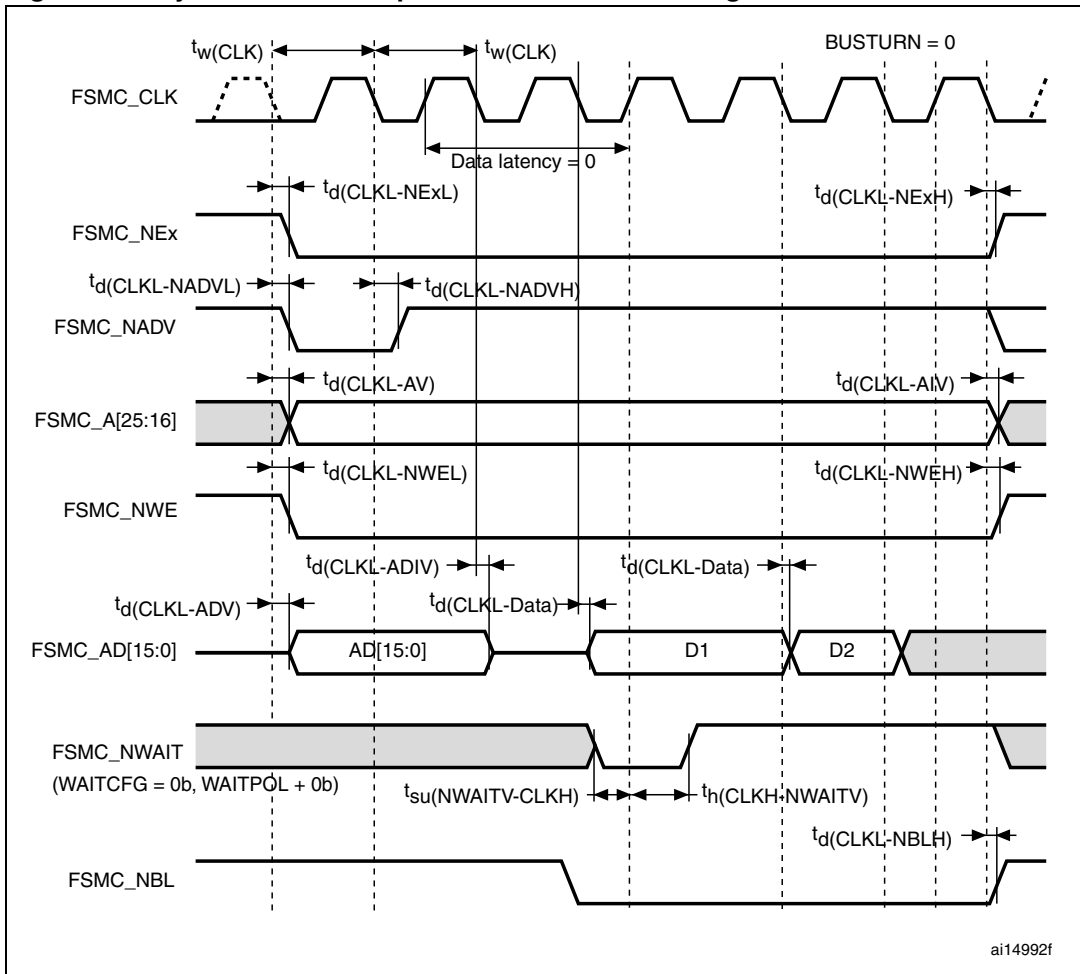 tw(CLK)
tw(CLK)
BUSTURN = 0
FSMC_CLK
Data latency = 0
td(CLKL-NExL)
td(CLKL-NExH)
FSMC_NEx
td(CLKL-NADVL)
td(CLKL-NADVH)
FSMC_NADV
td(CLKL-AV)
td(CLKL-AIV)
FSMC_A[25:16]
td(CLKL-NWEL)
td(CLKL-NWEH)
FSMC_NWE
td(CLKL-ADIV)
td(CLKL-Data)
td(CLKL-ADV)
td(CLKL-Data)
FSMC_AD[15:0]
AD[15:0]
D1
D2
FSMC_NWAIT
(WAITCFG = 0b, WAITPOL + 0b)
tsu(NWAITV-CLKH)
th(CLKH-NWAITV)
td(CLKL-NBLH)
FSMC_NBL
ai14992f